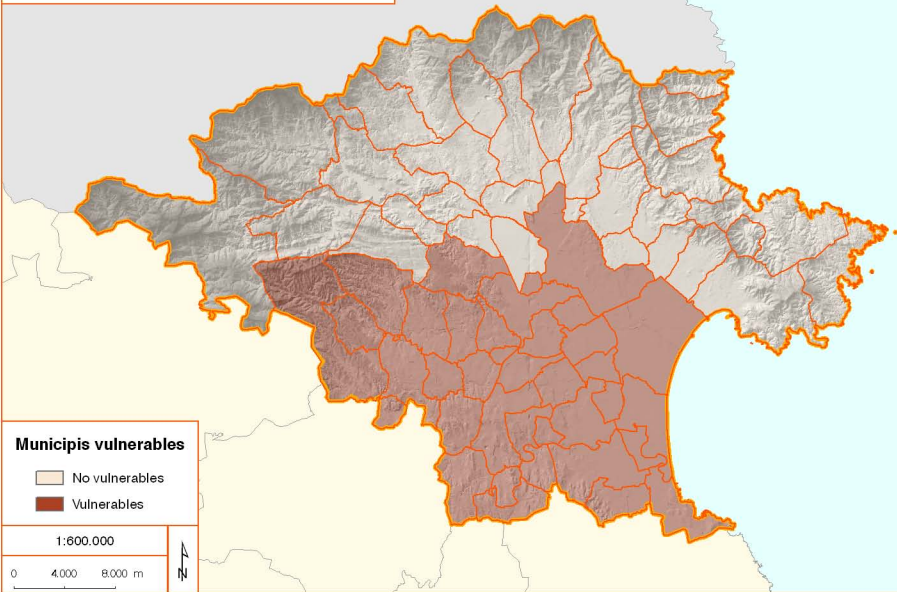 Municipis vulnerables
No vulnerables
Vulnerables
1:600.000
0 4.000 8.000 m
N